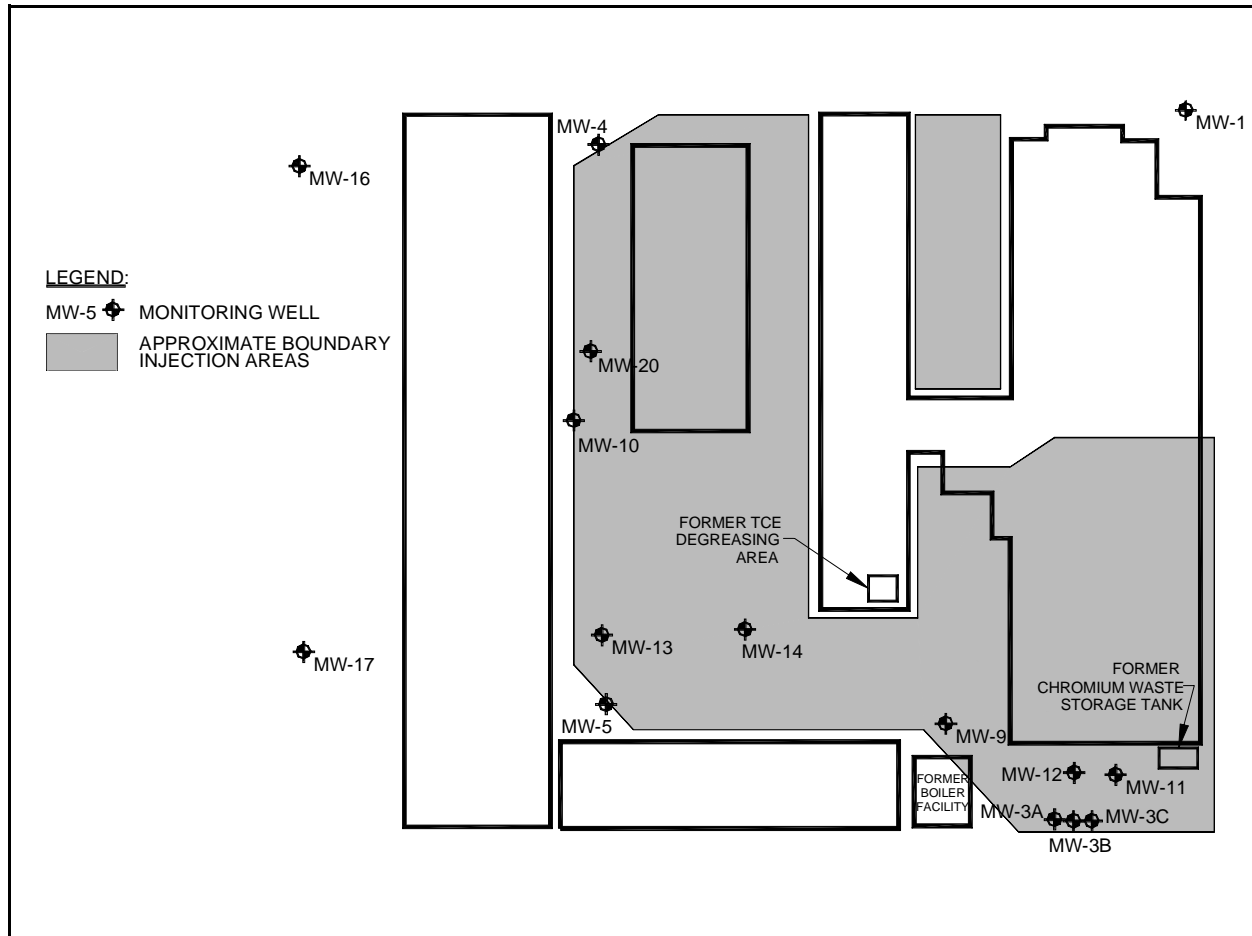 MW-1
MW-4
MW-16
LEGEND:
MW-5 MONITORING WELL
APPROXIMATE BOUNDARY
INJECTION AREAS
MW-20
MW-10
FORMER TCE
DEGREASING
AREA
MW-13
MW-14
MW-17
FORMER
CHROMIUM WASTE
STORAGE TANK
MW-5
MW-9
MW-12
MW-11
FORMER
BOILER
FACILITY
MW-3A
MW-3C
MW-3B